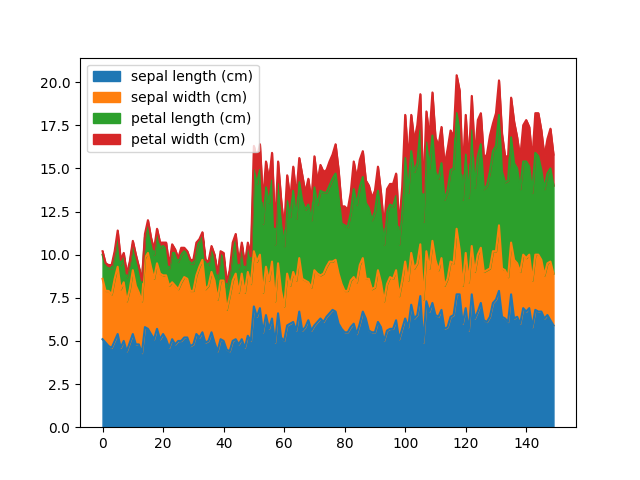 sepal length (cm)
sepal width (cm)
petal length (cm)
petal width (cm)
20.0
17.5
15.0
12.5
10.0
7.5
5.0
2.5
0.0
0 20 40 60 80 100 120 140